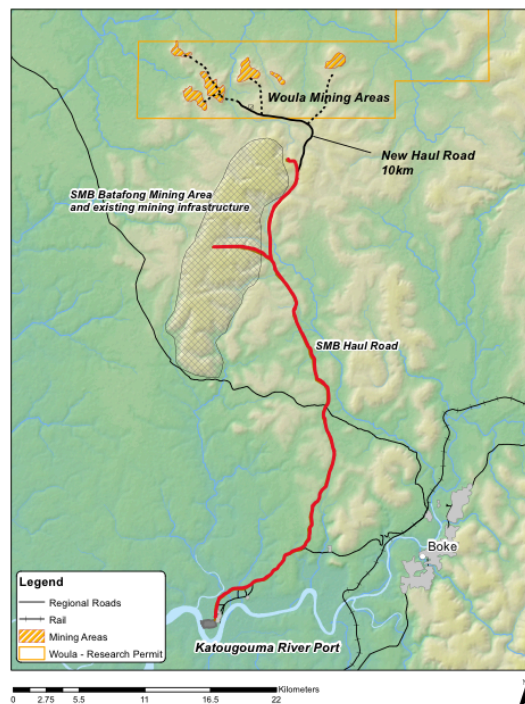 Woula Mining Areas
New Haul Road
10km
SMB Batafong Mining Area
and existing mining infrastructure
SMB Haul Road
Boke
Katougouma River Port
Legend
Regional Roads
Rail
Mining Areas
Woula - Research Permit
Kilometers
0 2.75 5.5 11 16.5 22